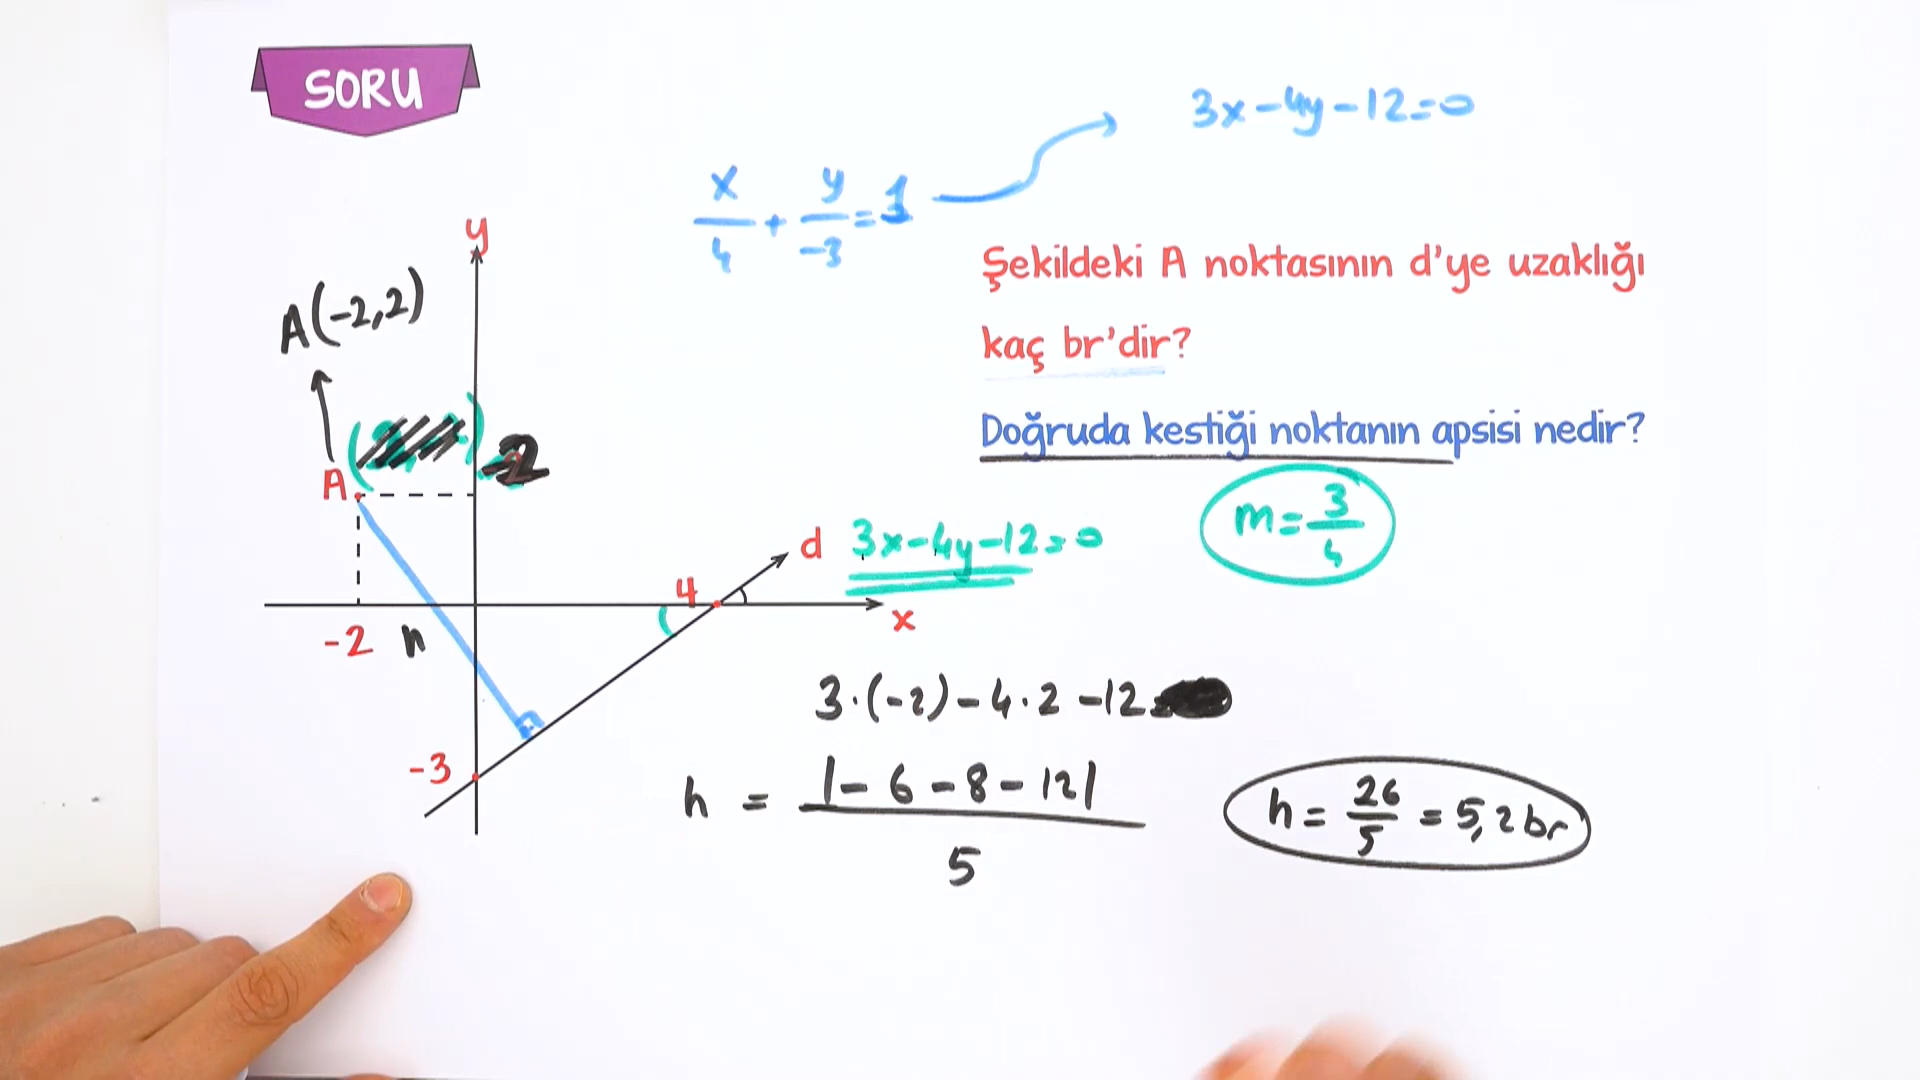 SORU
3x-4y-12=0
x/4 + y/-3 = 1
Şekildeki A noktasının d'ye uzaklığı
kaç br'dir?
Doğruda kestiği noktanın apsisi nedir?
y
A(-2,2)
2
A
m=3/4
d 3x-4y-12=0
4
x
-2 h
3·(-2)-4·2-12
-3
h = |-6-8-12| / 5
h = 26/5 = 5,2 br